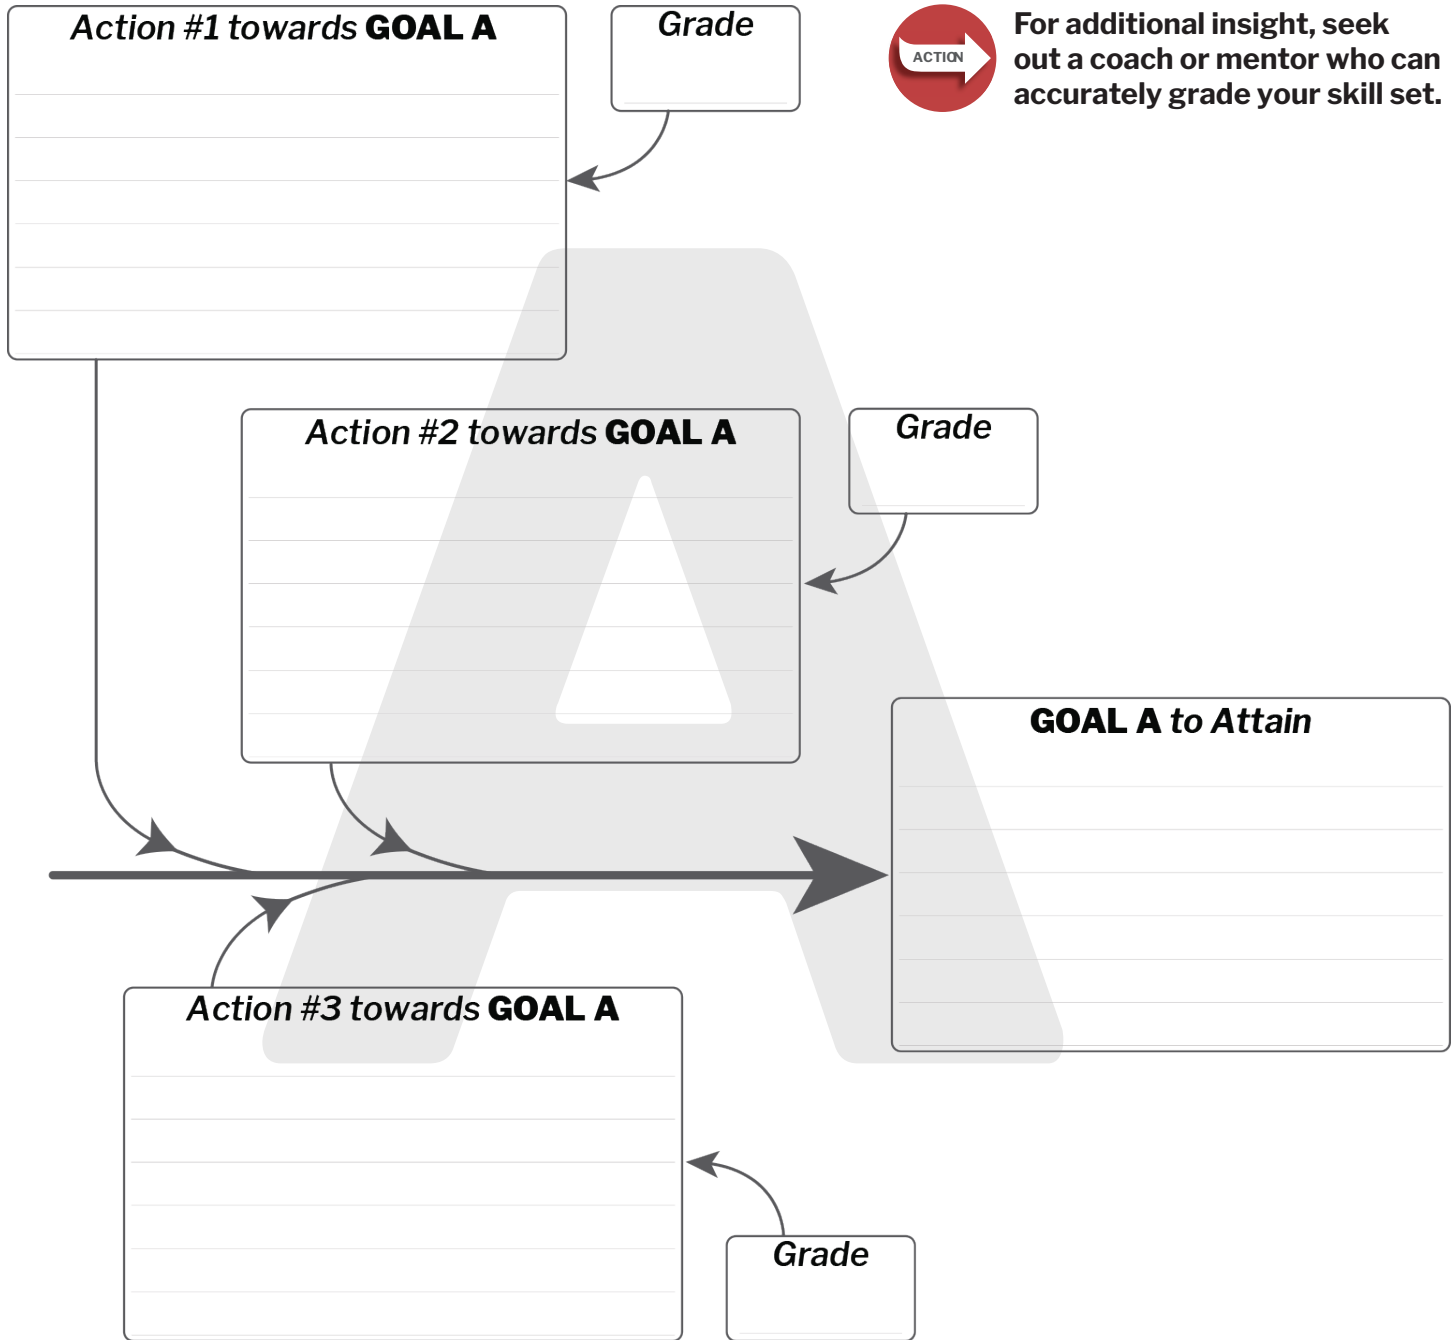 Action #1 towards GOAL A
Grade
ACTION
For additional insight, seek
out a coach or mentor who can
accurately grade your skill set.
Action #2 towards GOAL A
Grade
GOAL A to Attain
Action #3 towards GOAL A
Grade
A